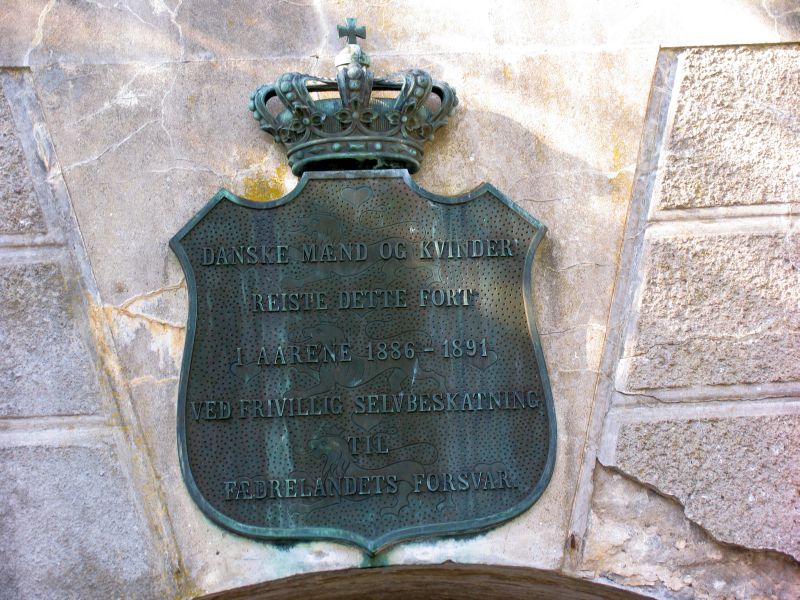 DANSKE MÆND OG KVINDER
REISTE DETTE FORT
I AARENE 1886 - 1891
VED FRIVILLIG SELVBESKATNING
TIL
FÆDRELANDETS FORSVAR.